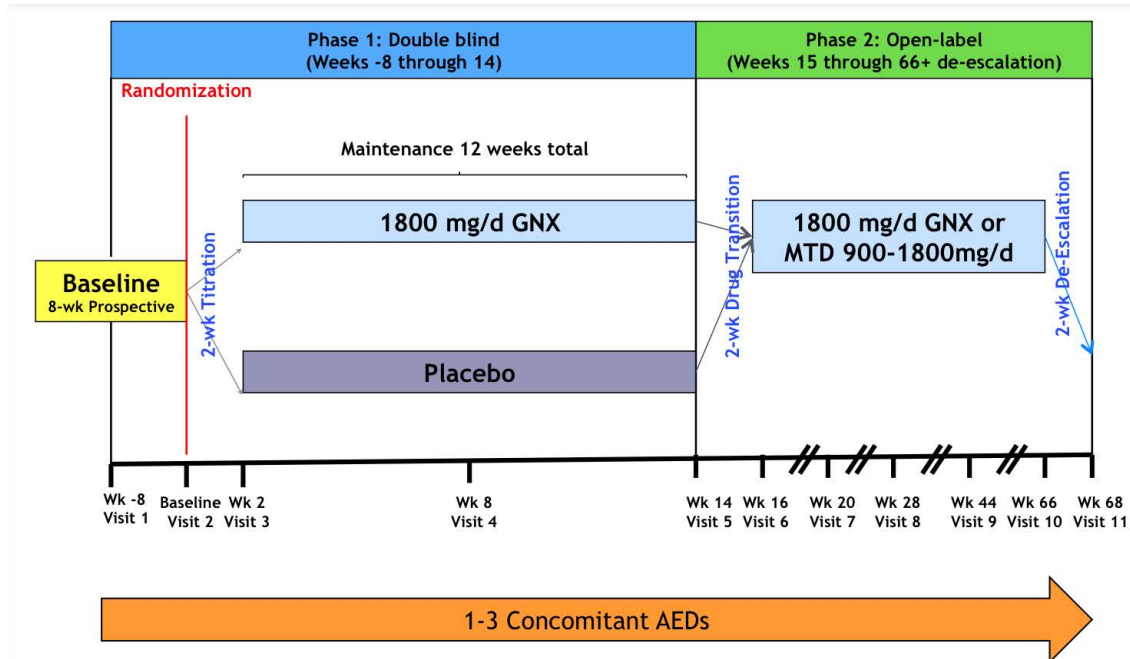 Phase 1: Double blind
(Weeks -8 through 14)
Phase 2: Open-label
(Weeks 15 through 66+ de-escalation)
Randomization
Maintenance 12 weeks total
1800 mg/d GNX
2-wk Drug Transition
1800 mg/d GNX or
MTD 900-1800mg/d
2-wk De-Escalation
Baseline
8-wk Prospective
2-wk Titration
Placebo
Wk -8
Visit 1
Baseline
Visit 2
Wk 2
Visit 3
Wk 8
Visit 4
Wk 14
Visit 5
Wk 16
Visit 6
Wk 20
Visit 7
Wk 28
Visit 8
Wk 44
Visit 9
Wk 66
Visit 10
Wk 68
Visit 11
1-3 Concomitant AEDs